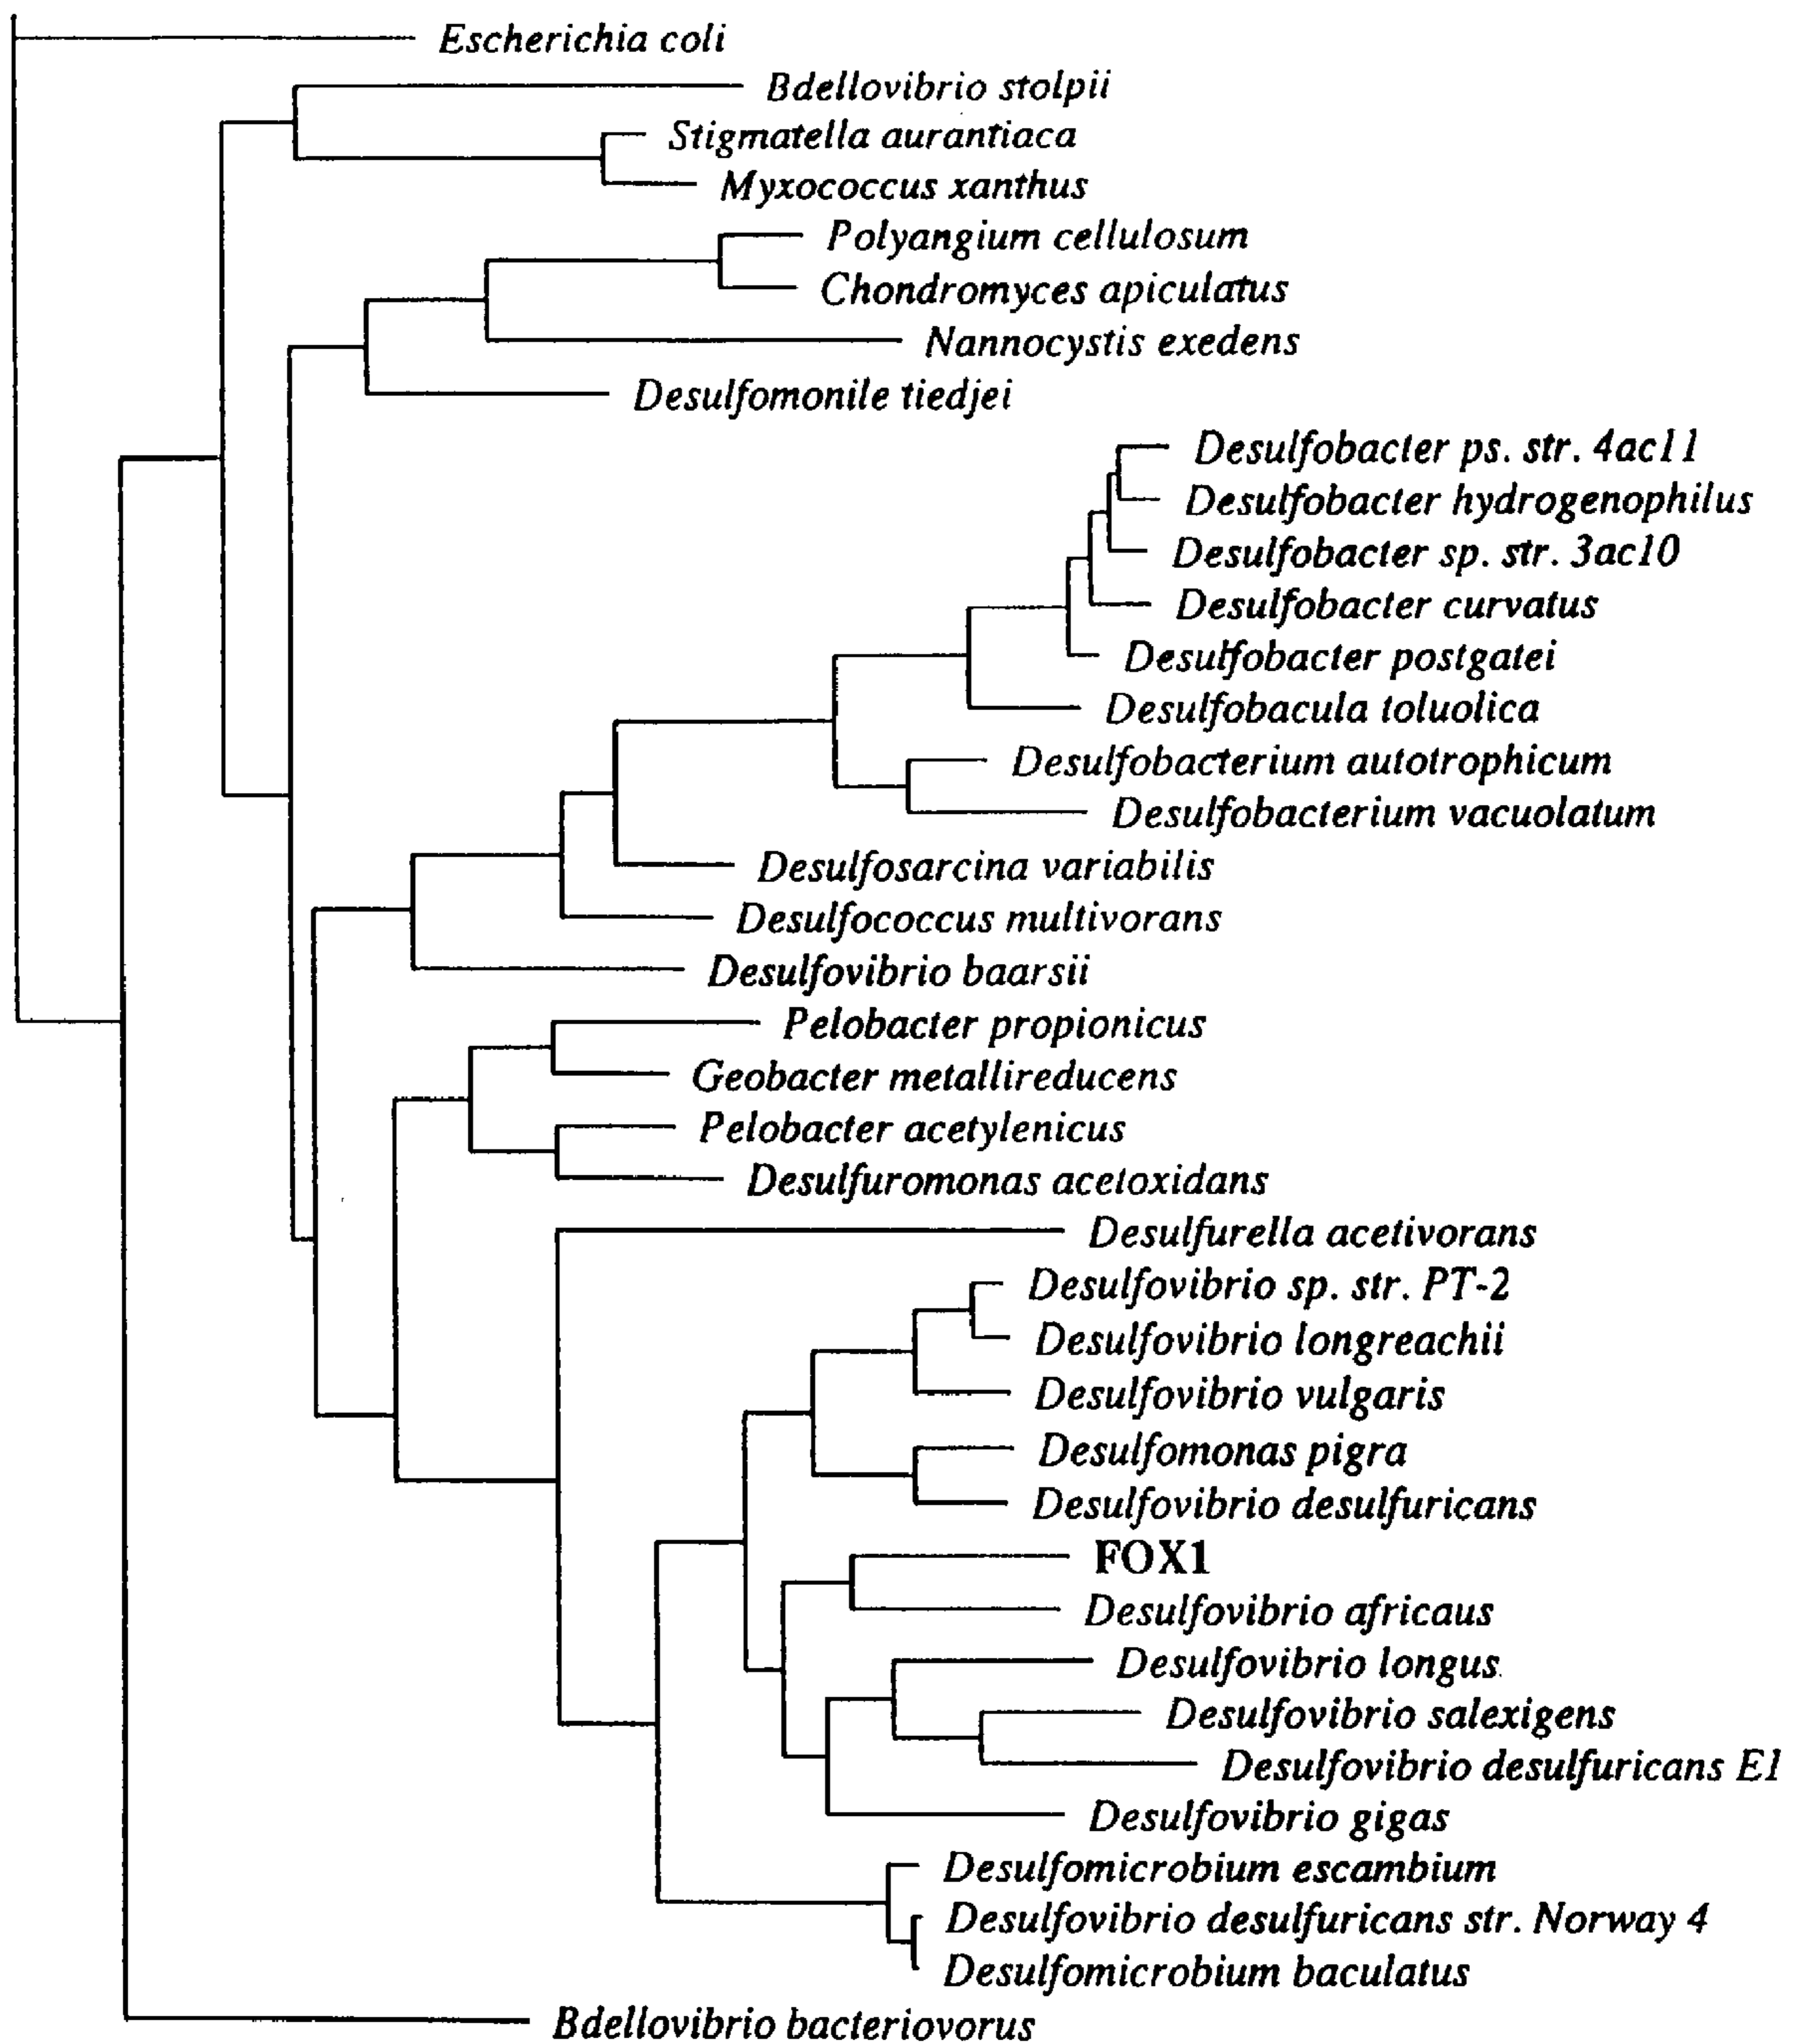 Escherichia coli
Bdellovibrio stolpii
Stigmatella aurantiaca
Myxococcus xanthus
Polyangium cellulosum
Chondromyces apiculatus
Nannocystis exedens
Desulfomonile tiedjei
Desulfobacter ps. str. 4ac11
Desulfobacter hydrogenophilus
Desulfobacter sp. str. 3ac10
Desulfobacter curvatus
Desulfobacter postgatei
Desulfobacula toluolica
Desulfobacterium autotrophicum
Desulfobacterium vacuolatum
Desulfosarcina variabilis
Desulfococcus multivorans
Desulfovibrio baarsii
Pelobacter propionicus
Geobacter metallireducens
Pelobacter acetylenicus
Desulfuromonas acetoxidans
Desulfurella acetivorans
Desulfovibrio sp. str. PT-2
Desulfovibrio longreachii
Desulfovibrio vulgaris
Desulfomonas pigra
Desulfovibrio desulfuricans
FOX1
Desulfovibrio africaus
Desulfovibrio longus
Desulfovibrio salexigens
Desulfovibrio desulfuricans E1
Desulfovibrio gigas
Desulfomicrobium escambium
Desulfovibrio desulfuricans str. Norway 4
Desulfomicrobium baculatus
Bdellovibrio bacteriovorus